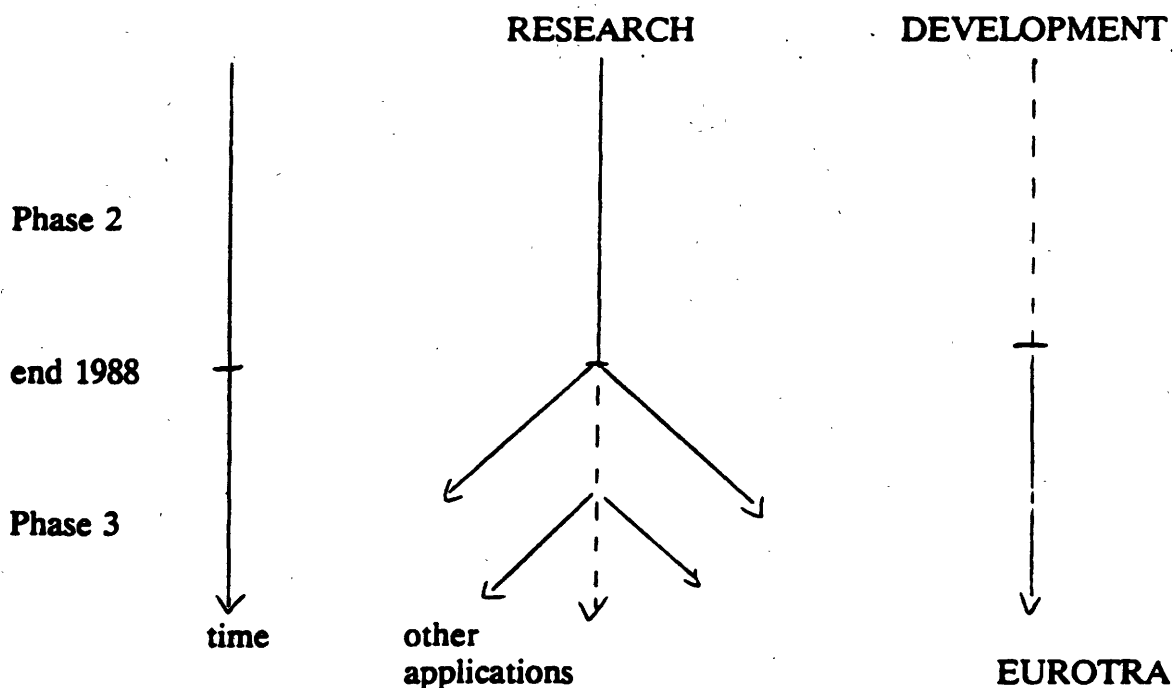 RESEARCH
DEVELOPMENT
Phase 2
end 1988
Phase 3
time
other
applications
EUROTRA